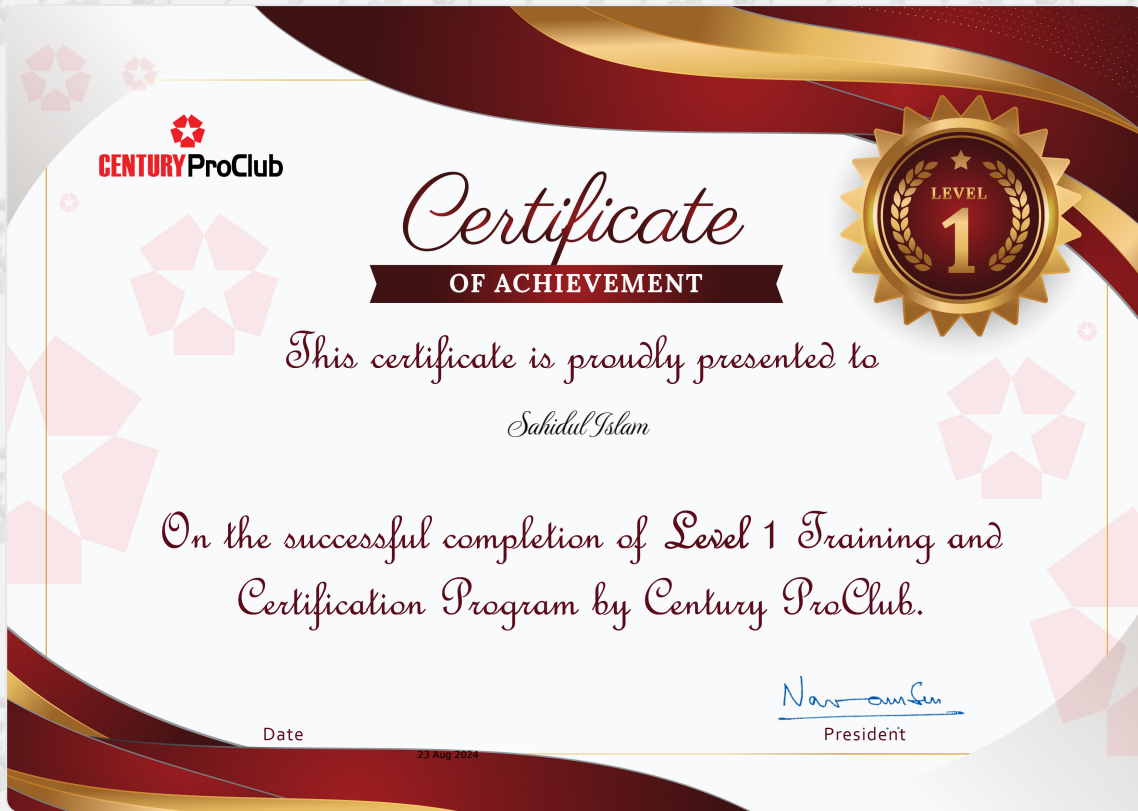 CENTURY ProClub
LEVEL
1
Certificate
OF ACHIEVEMENT
This certificate is proudly presented to
Sahidul Islam
On the successful completion of Level 1 Training and
Certification Program by Century ProClub.
Date
President
23 Aug 2024